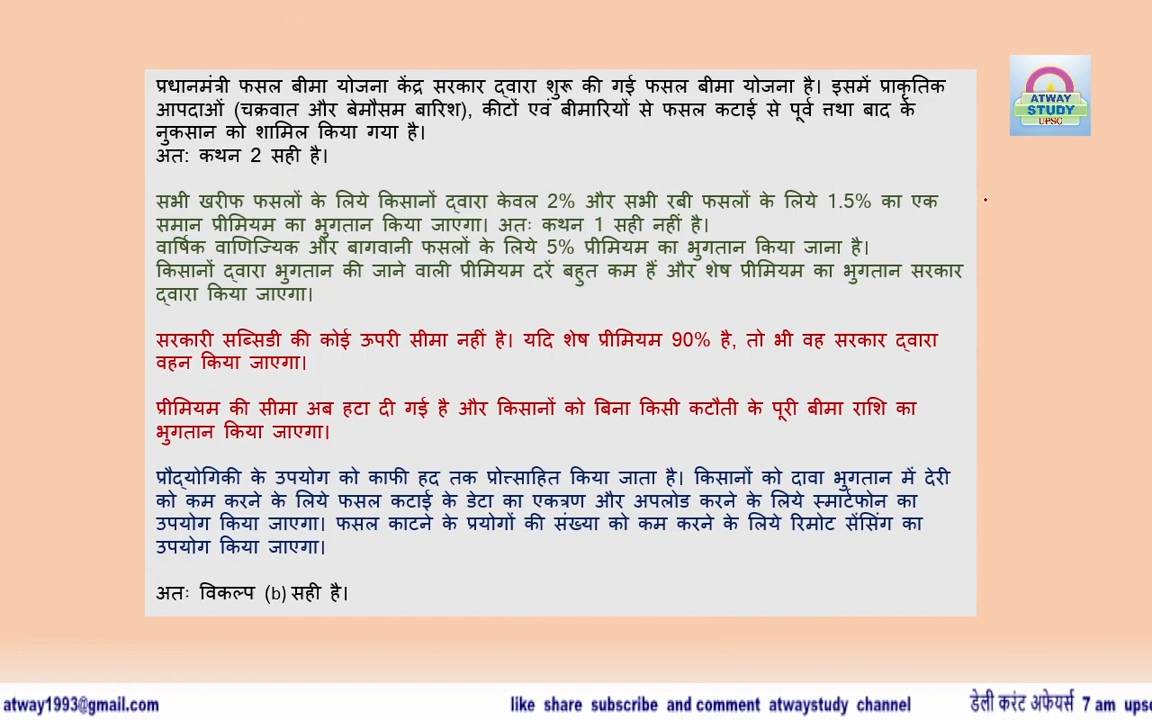 प्रधानमंत्री फसल बीमा योजना केंद्र सरकार द्वारा शुरू की गई फसल बीमा योजना है। इसमें प्राकृतिक
आपदाओं (चक्रवात और बेमौसम बारिश), कीटों एवं बीमारियों से फसल कटाई से पूर्व तथा बाद के
नुकसान को शामिल किया गया है।
अत: कथन 2 सही है।
सभी खरीफ फसलों के लिये किसानों द्वारा केवल 2% और सभी रबी फसलों के लिये 1.5% का एक
समान प्रीमियम का भुगतान किया जाएगा। अतः कथन 1 सही नहीं है।
वार्षिक वाणिज्यिक और बागवानी फसलों के लिये 5% प्रीमियम का भुगतान किया जाना है।
किसानों द्वारा भुगतान की जाने वाली प्रीमियम दरें बहुत कम हैं और शेष प्रीमियम का भुगतान सरकार
द्वारा किया जाएगा।
सरकारी सब्सिडी की कोई ऊपरी सीमा नहीं है। यदि शेष प्रीमियम 90% है, तो भी वह सरकार द्वारा
वहन किया जाएगा।
प्रीमियम की सीमा अब हटा दी गई है और किसानों को बिना किसी कटौती के पूरी बीमा राशि का
भुगतान किया जाएगा।
प्रौद्योगिकी के उपयोग को काफी हद तक प्रोत्साहित किया जाता है। किसानों को दावा भुगतान में देरी
को कम करने के लिये फसल कटाई के डेटा का एकत्रण और अपलोड करने के लिये स्मार्टफोन का
उपयोग किया जाएगा। फसल काटने के प्रयोगों की संख्या को कम करने के लिये रिमोट सेंसिंग का
उपयोग किया जाएगा।
अतः विकल्प (b) सही है।
ATWAY
STUDY
UPSC
atway1993@gmail.com
like share subscribe and comment atwaystudy channel
डेली करंट अफेयर्स 7 am upsc